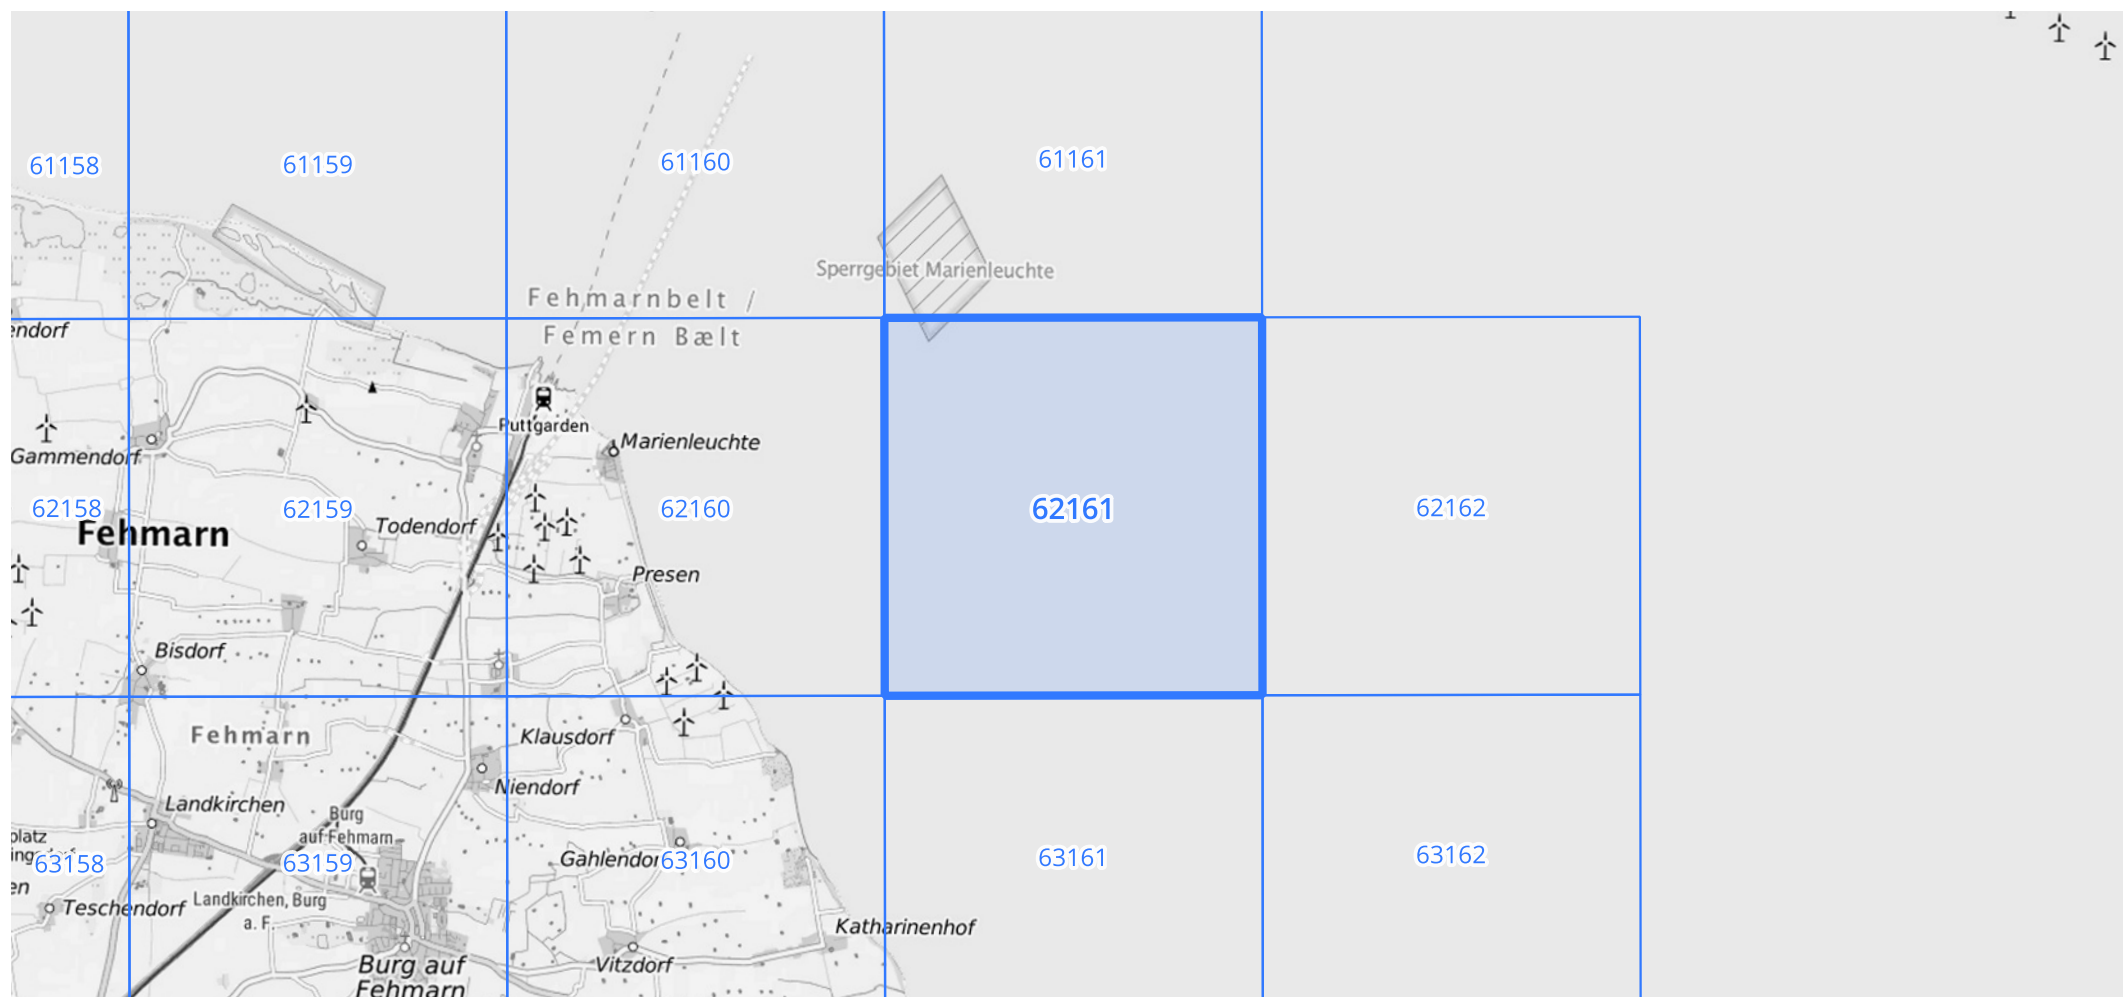 61158
61159
61160
61161
Sperrgebiet Marienleuchte
Fehmarnbelt /
Femern Bælt
endorf
Puttgarden
Marienleuchte
Gammendorf
62158
62159
62160
62161
62162
Fehmarn
Todendorf
Presen
Bisdorf
Fehmarn
Klausdorf
Niendorf
Landkirchen
Burg
auf Fehmarn
platz
63158
63159
Gahlendor
63160
63161
63162
en
Teschendorf
Landkirchen, Burg
a. F.
Katharinenhof
Vitzdorf
Burg auf
Fehmarn